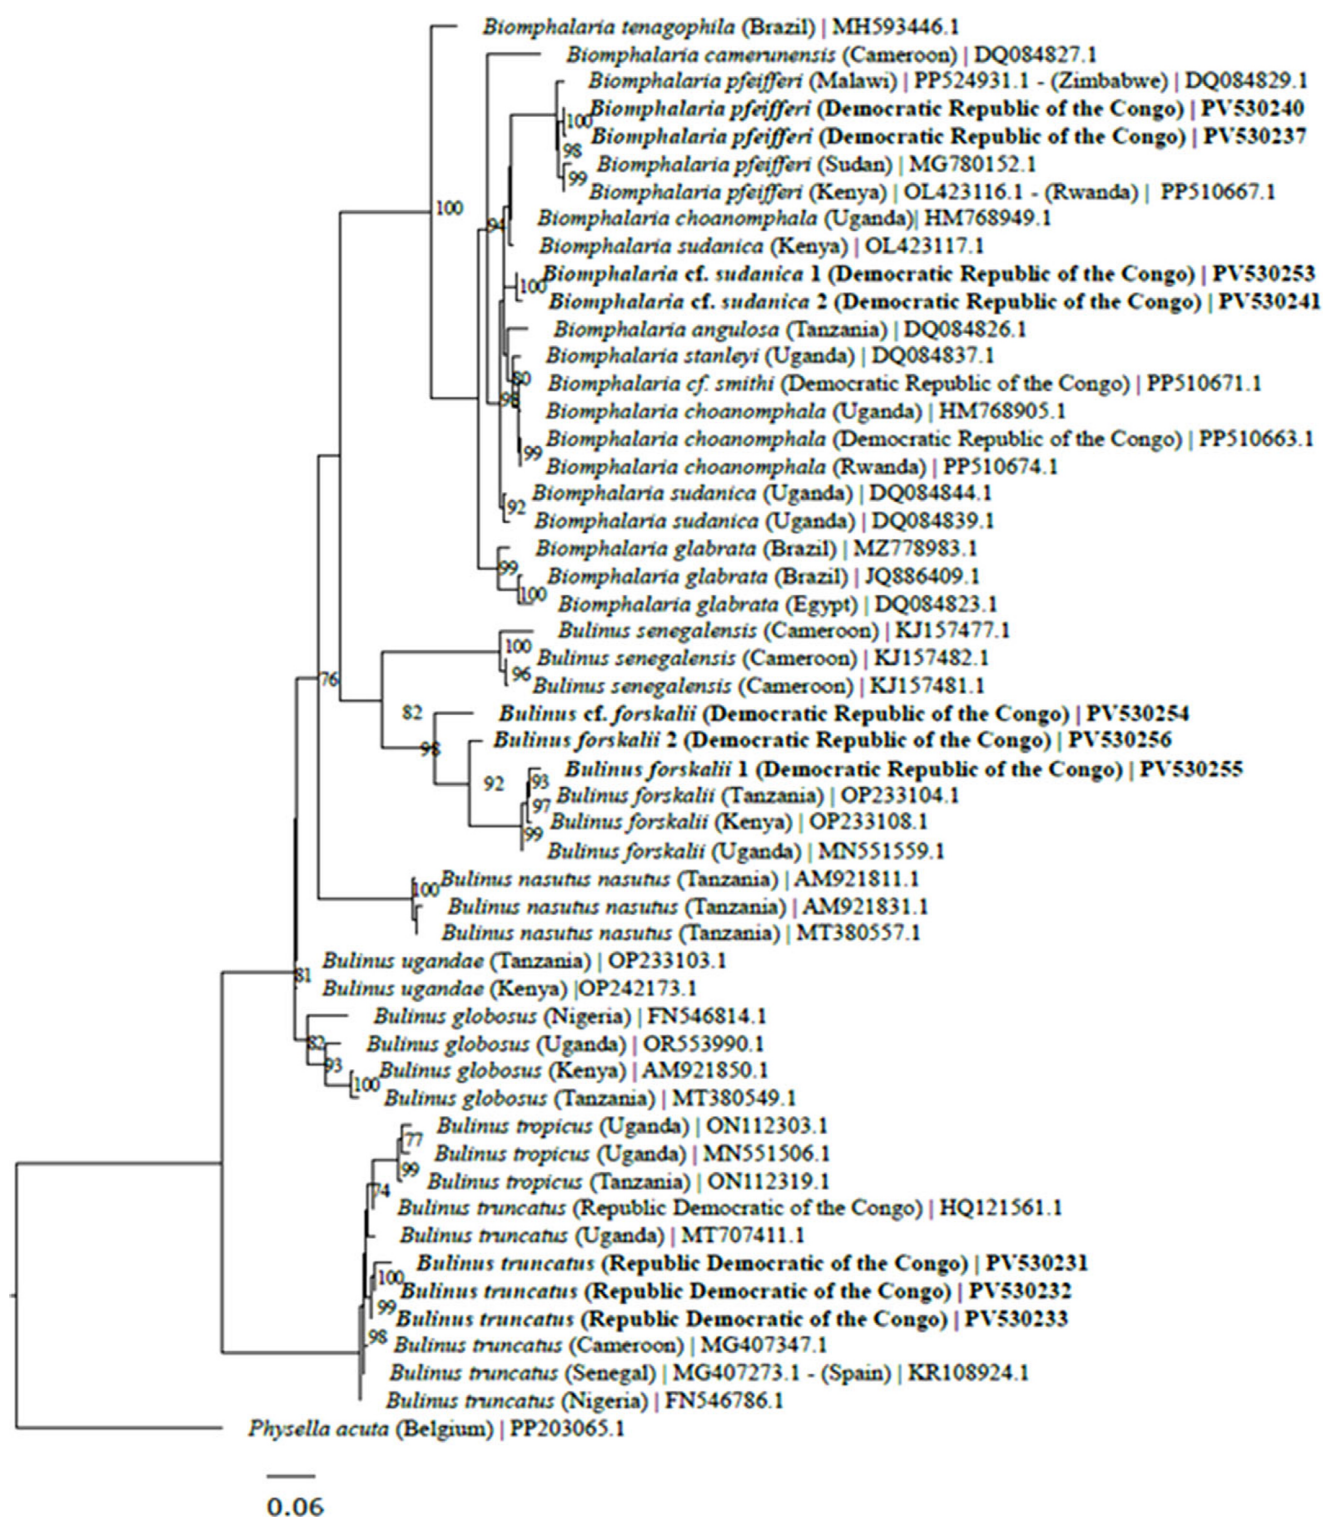 Biomphalaria tenagophila (Brazil) | MH593446.1
Biomphalaria camerunensis (Cameroon) | DQ084827.1
Biomphalaria pfeifferi (Malawi) | PP524931.1 - (Zimbabwe) | DQ084829.1
100 Biomphalaria pfeifferi (Democratic Republic of the Congo) | PV530240
Biomphalaria pfeifferi (Democratic Republic of the Congo) | PV530237
98
Biomphalaria pfeifferi (Sudan) | MG780152.1
99
Biomphalaria pfeifferi (Kenya) | OL423116.1 - (Rwanda) | PP510667.1
100
94
Biomphalaria choanomphala (Uganda)| HM768949.1
Biomphalaria sudanica (Kenya) | OL423117.1
Biomphalaria cf. sudanica 1 (Democratic Republic of the Congo) | PV530253
100
Biomphalaria cf. sudanica 2 (Democratic Republic of the Congo) | PV530241
Biomphalaria angulosa (Tanzania) | DQ084826.1
Biomphalaria stanleyi (Uganda) | DQ084837.1
80
Biomphalaria cf. smithi (Democratic Republic of the Congo) | PP510671.1
98
Biomphalaria choanomphala (Uganda) | HM768905.1
Biomphalaria choanomphala (Democratic Republic of the Congo) | PP510663.1
99
Biomphalaria choanomphala (Rwanda) | PP510674.1
Biomphalaria sudanica (Uganda) | DQ084844.1
92
Biomphalaria sudanica (Uganda) | DQ084839.1
Biomphalaria glabrata (Brazil) | MZ778983.1
99
Biomphalaria glabrata (Brazil) | JQ886409.1
100
Biomphalaria glabrata (Egypt) | DQ084823.1
Bulinus senegalensis (Cameroon) | KJ157477.1
100
Bulinus senegalensis (Cameroon) | KJ157482.1
96
Bulinus senegalensis (Cameroon) | KJ157481.1
76
82
Bulinus cf. forskalii (Democratic Republic of the Congo) | PV530254
98
Bulinus forskalii 2 (Democratic Republic of the Congo) | PV530256
Bulinus forskalii 1 (Democratic Republic of the Congo) | PV530255
92
93
Bulinus forskalii (Tanzania) | OP233104.1
97
Bulinus forskalii (Kenya) | OP233108.1
99
Bulinus forskalii (Uganda) | MN551559.1
Bulinus nasutus nasutus (Tanzania) | AM921811.1
100
Bulinus nasutus nasutus (Tanzania) | AM921831.1
Bulinus nasutus nasutus (Tanzania) | MT380557.1
Bulinus ugandae (Tanzania) | OP233103.1
81
Bulinus ugandae (Kenya) |OP242173.1
Bulinus globosus (Nigeria) | FN546814.1
82
Bulinus globosus (Uganda) | OR553990.1
93
Bulinus globosus (Kenya) | AM921850.1
100
Bulinus globosus (Tanzania) | MT380549.1
Bulinus tropicus (Uganda) | ON112303.1
77
Bulinus tropicus (Uganda) | MN551506.1
99
Bulinus tropicus (Tanzania) | ON112319.1
74
Bulinus truncatus (Republic Democratic of the Congo) | HQ121561.1
Bulinus truncatus (Uganda) | MT707411.1
Bulinus truncatus (Republic Democratic of the Congo) | PV530231
100
Bulinus truncatus (Republic Democratic of the Congo) | PV530232
99
Bulinus truncatus (Republic Democratic of the Congo) | PV530233
98
Bulinus truncatus (Cameroon) | MG407347.1
Bulinus truncatus (Senegal) | MG407273.1 - (Spain) | KR108924.1
Bulinus truncatus (Nigeria) | FN546786.1
Physella acuta (Belgium) | PP203065.1
0.06